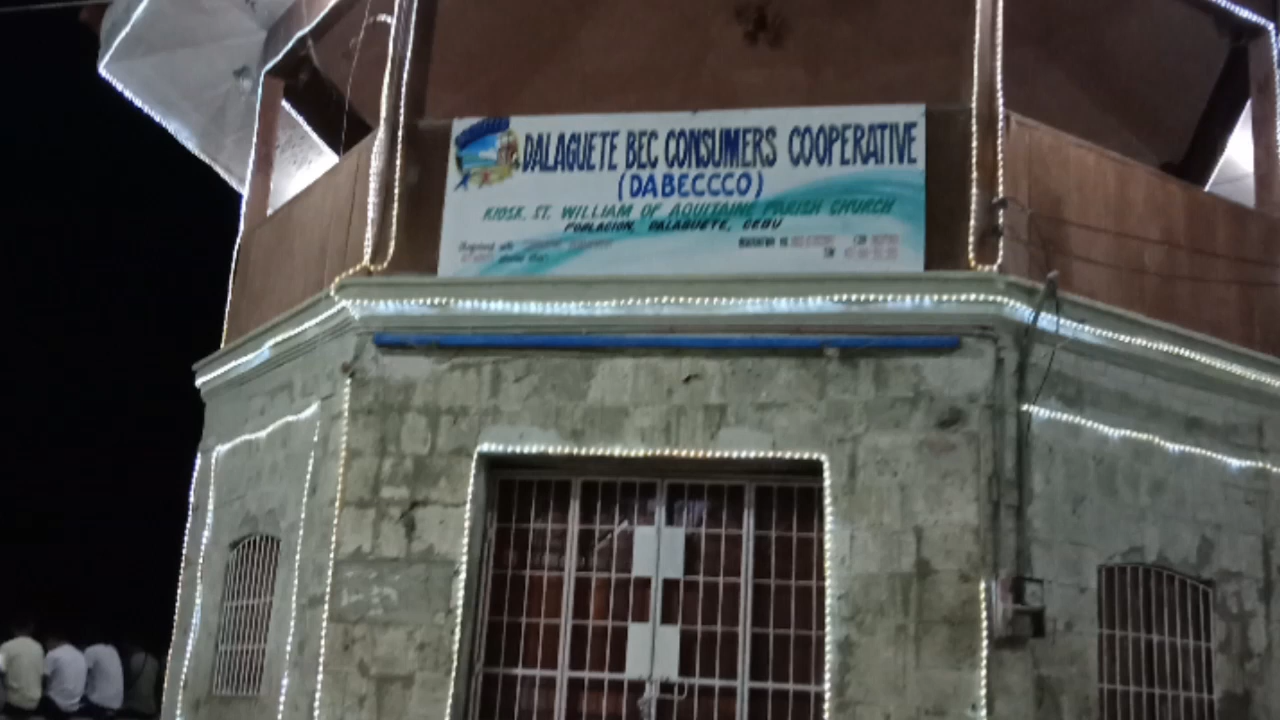 DALAGUETE BEC CONSUMERS COOPERATIVE
(DABECCCO)
KIOSK, ST. WILLIAM OF AQUITAINE PARISH CHURCH
POBLACION, DALAGUETE, CEBU